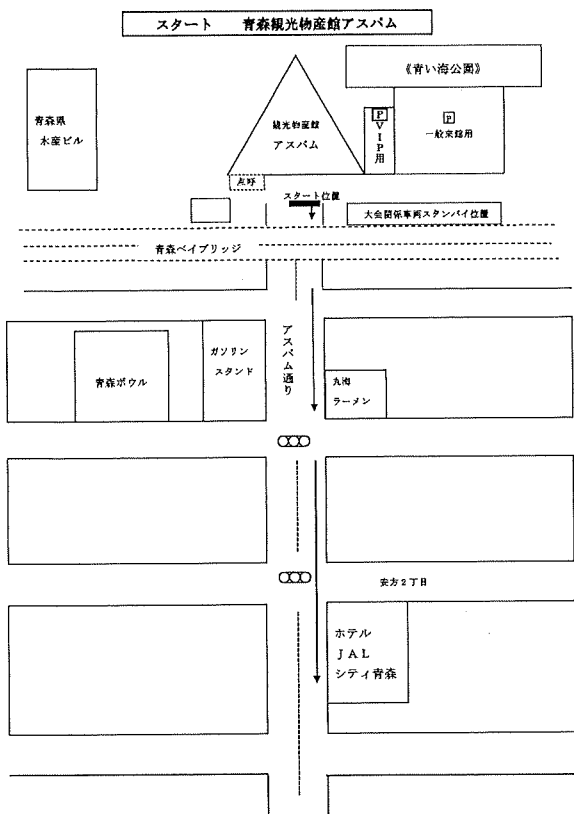 スタート　青森観光物産館アスパム
《青い海公園》
青森県
水産ビル
観光物産館
アスパム
P
VIP用
P
一般来館用
点呼
スタート位置
大会関係車両スタンバイ位置
青森ベイブリッジ
アスパム通り
ガソリン
スタンド
青森ボウル
丸海
ラーメン
安方2丁目
ホテル
JAL
シティ青森